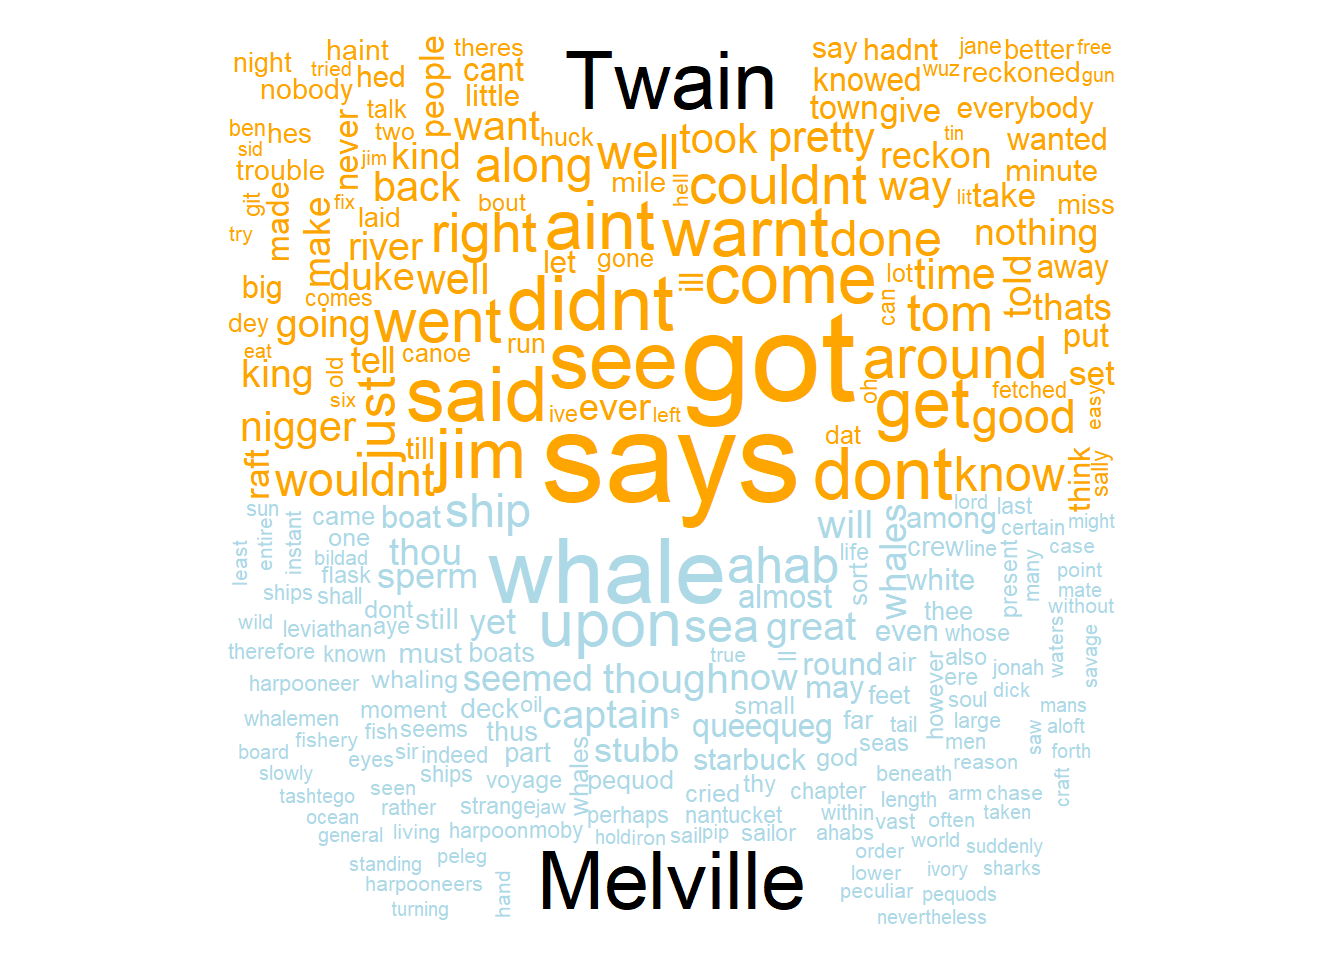 Twain
night haint theres say hadnt jane better free
tried hed people cant knowed wuz reckoned gun
nobody talk little town give everybody
ben hes two never want huck well took pretty tin wanted
sid jim kind along reckon minute
trouble back mile hell couldnt way lit take miss
git made fix laid bout right aint warnt done nothing
try make river let gone
big duke well ill come lot time told away
comes didnt can tom thats
dey going went run see got around put
eat king old tell canoe oh fetched set
six just said ive ever left get good easy
nigger till jim dat
raft wouldnt says dont know think sally
sun came boat ship will whales among lord last certain might
least entire instant one thou whale ahab life crew line case
bildad flask sperm almost sort white present many point
ships shall dont still yet upon sea great thee mate without
wild leviathan aye even whose
therefore known must boats true ll round air also waters savage
harpooneer whaling seemed though now may feet however ere jonah
soul dick mans
whalemen moment deck oil captain s small queequeg far tail large saw aloft
fishery fish seems thus men forth
board eyes sir indeed part whales stubb starbuck god seas reason
slowly seen ships voyage pequod thy beneath craft
tashtego rather strange jaw cried chapter length arm chase
ocean perhaps nantucket within vast often taken
general living harpoon moby hold iron sail pip sailor ahabs world suddenly
standing peleg order
harpooneers hand lower ivory sharks
peculiar pequods
turning nevertheless
Melville